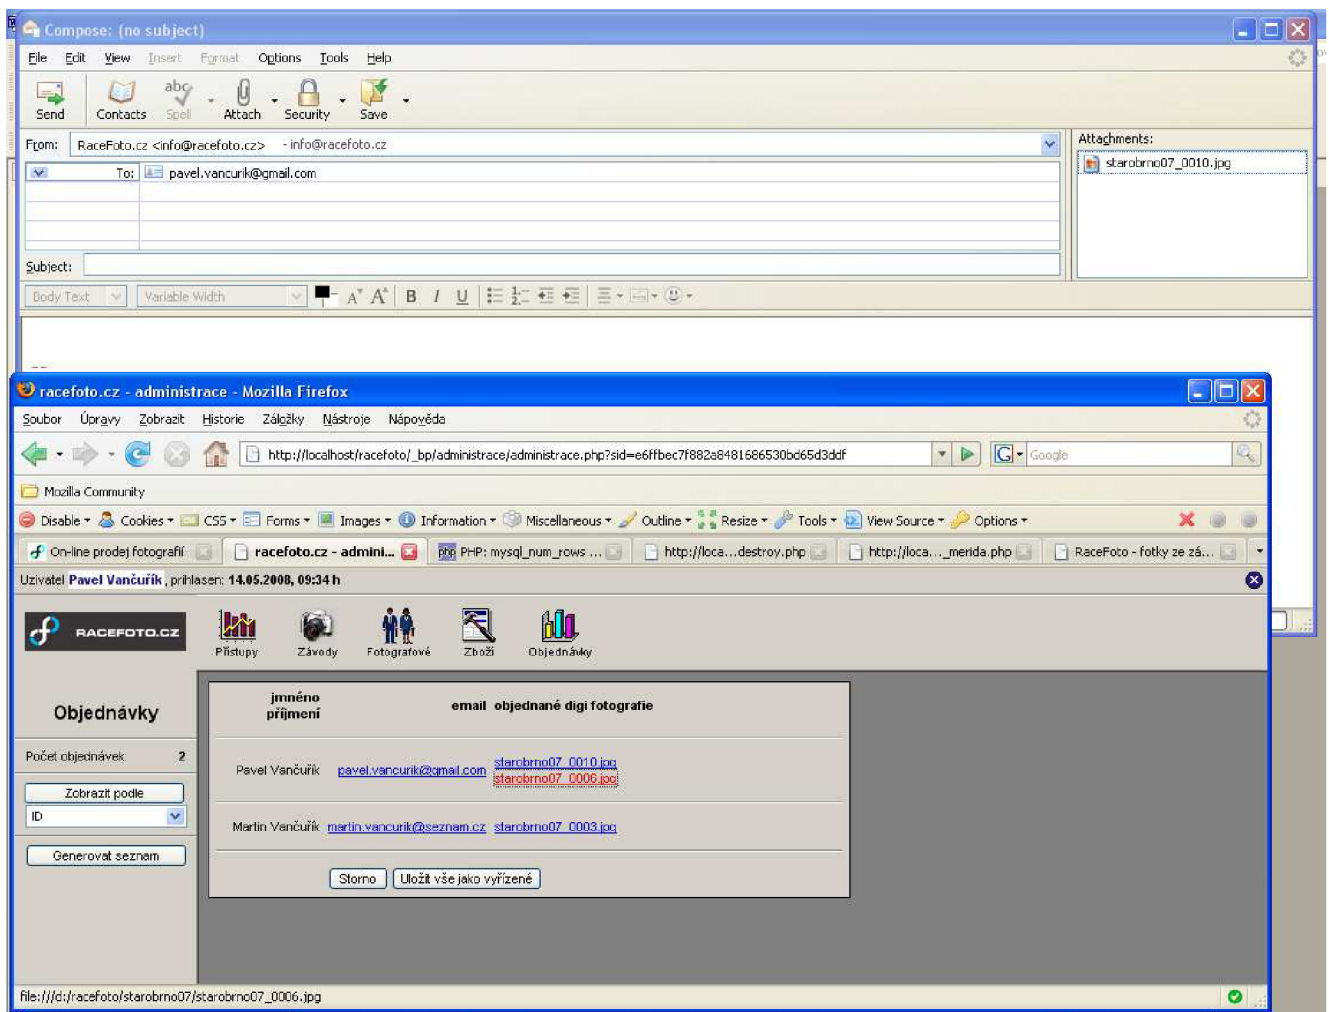 Compose: (no subject)
File Edit View Insert Format Options Tools Help
Send Contacts Spell Attach Security Save
From: RaceFoto.cz <info@racefoto.cz> - info@racefoto.cz
Attachments:
starobrno07_0010.jpg
To: pavel.vancurik@gmail.com
Subject:
Body Text Variable Width
racefoto.cz - administrace - Mozilla Firefox
Soubor Úpravy Zobrazit Historie Záložky Nástroje Nápověda
http://localhost/racefoto/_bp/administrace/administrace.php?sid=e6ffbec7f882a8481686530bd65d3ddf
Google
Mozilla Community
Disable Cookies CSS Forms Images Information Miscellaneous Outline Resize Tools View Source Options
On-line prodej fotografií racefoto.cz - admini... PHP: mysql_num_rows ... http://loca...destroy.php http://loca..._merida.php RaceFoto - fotky ze zá...
Uzivatel Pavel Vančuřík, prihlasen: 14.05.2008, 09:34 h
RACEFOTO.CZ
Přístupy Závody Fotografové Zboží Objednávky
Objednávky
Počet objednávek: 2
Zobrazit podle
ID
Generovat seznam
jmnéno
příjmení
email objednané digi fotografie
Pavel Vančuřík pavel.vancurik@gmail.com starobrno07_0010.jpg
starobrno07_0006.jpg
Martin Vančuřík martin.vancurik@seznam.cz starobrno07_0003.jpg
Storno Uložit vše jako vyřízené
file:///d:/racefoto/starobrno07/starobrno07_0006.jpg